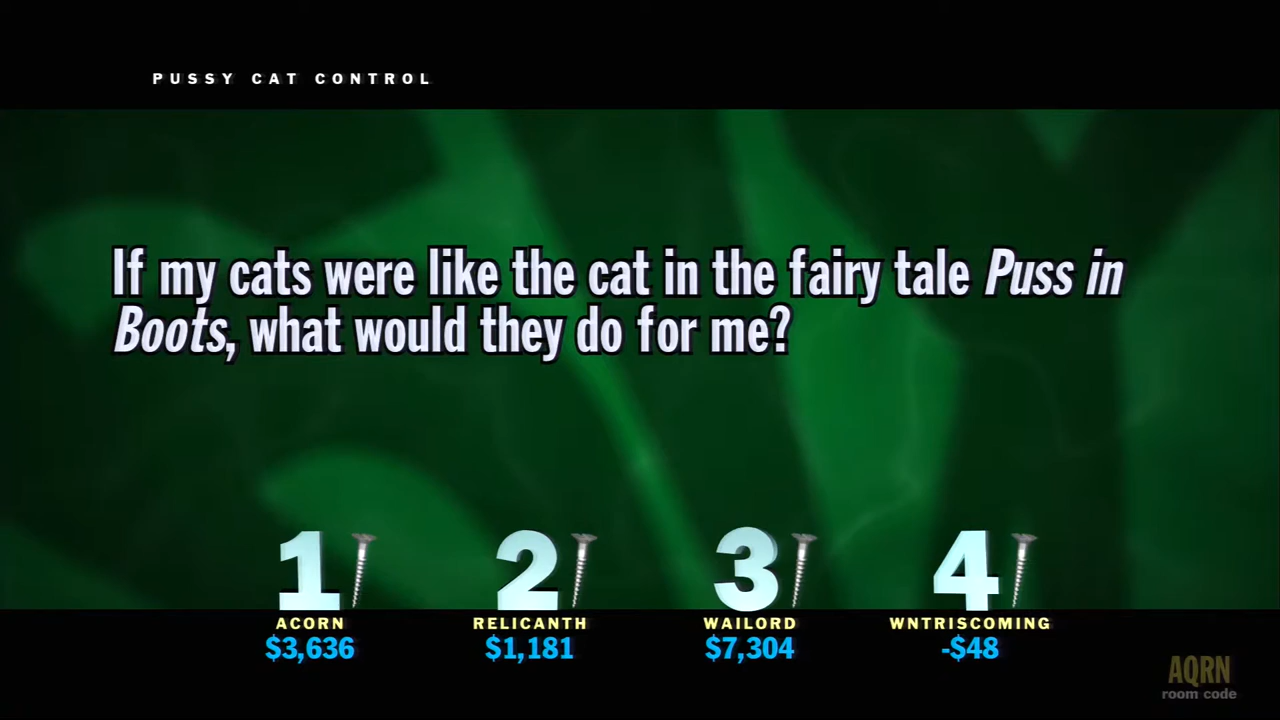 PUSSY CAT CONTROL
If my cats were like the cat in the fairy tale Puss in
Boots, what would they do for me?
1 2 3 4
ACORN RELICANTH WAILORD WNTRISCOMING
$3,636 $1,181 $7,304 -$48
AQRN
room code